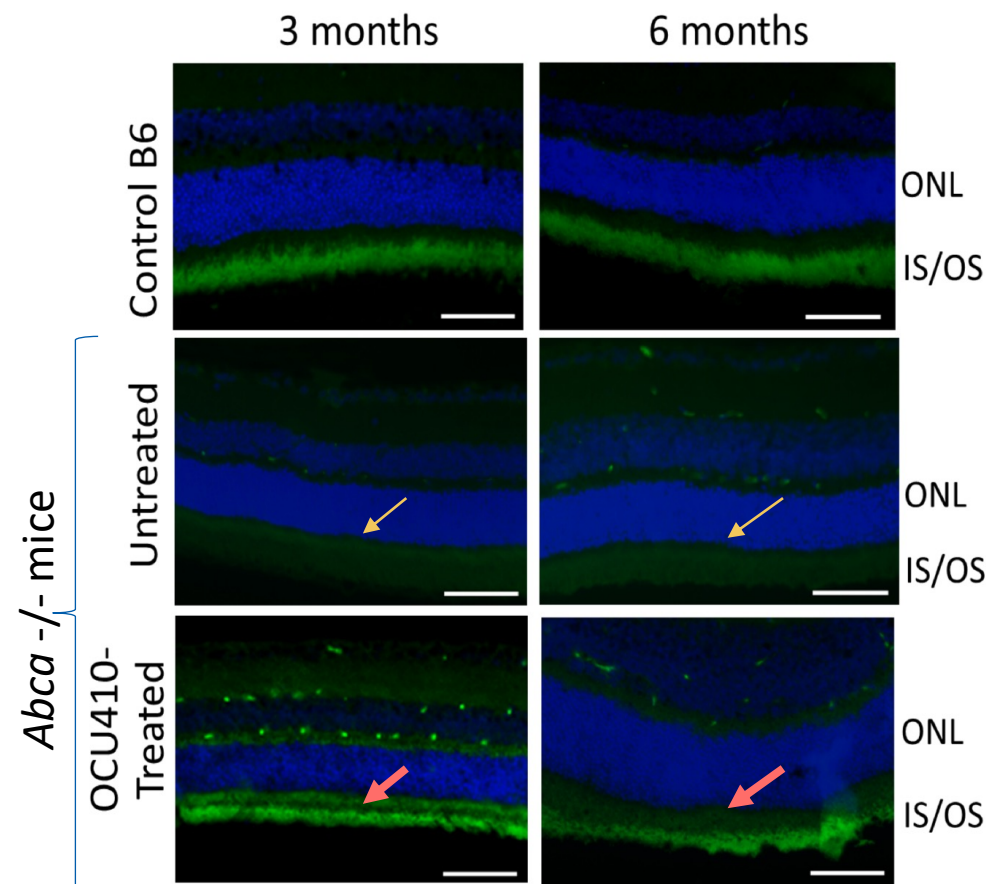 3 months
6 months
Control B6
ONL
IS/OS
Abca -/- mice
Untreated
ONL
IS/OS
OCU410-
Treated
ONL
IS/OS